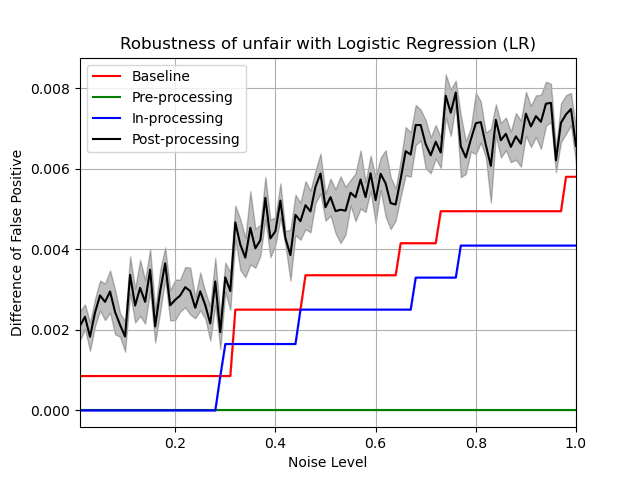 Robustness of unfair with Logistic Regression (LR)
Baseline
Pre-processing
In-processing
Post-processing
Difference of False Positive
0.008
0.006
0.004
0.002
0.000
0.2
0.4
0.6
0.8
1.0
Noise Level